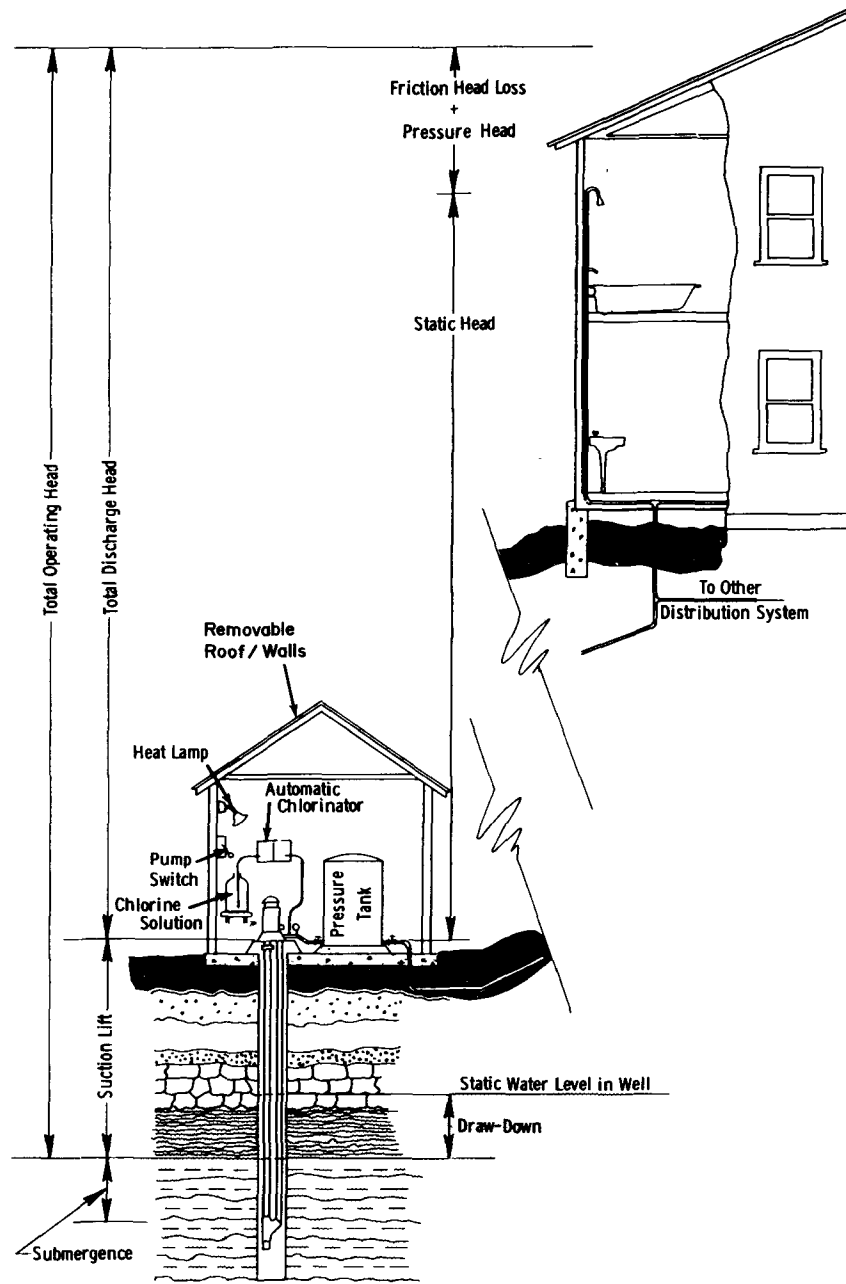 Friction Head Loss
+
Pressure Head
Static Head
Total Operating Head
Total Discharge Head
To Other
Distribution System
Removable
Roof / Walls
Heat Lamp
Automatic
Chlorinator
Pump
Switch
Chlorine
Solution
Pressure
Tank
Suction Lift
Static Water Level in Well
Draw-Down
Submergence